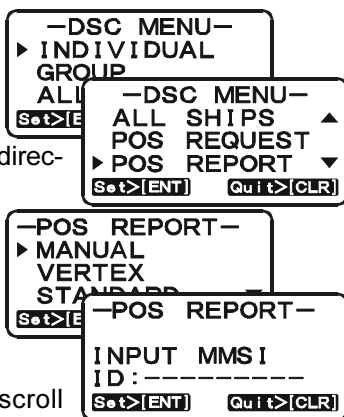 –DSC MENU–
▶ INDIVIDUAL
GROUP
ALL
Set>[E
–DSC MENU–
ALL SHIPS ▲
POS REQUEST
▶ POS REPORT ▼
Set>[ENT] Quit>[CLR]
direc-
–POS REPORT–
▶ MANUAL
VERTEX
STANDARD
Set>[E
–POS REPORT–
INPUT MMSI
ID:---------
Set>[ENT] Quit>[CLR]
scroll